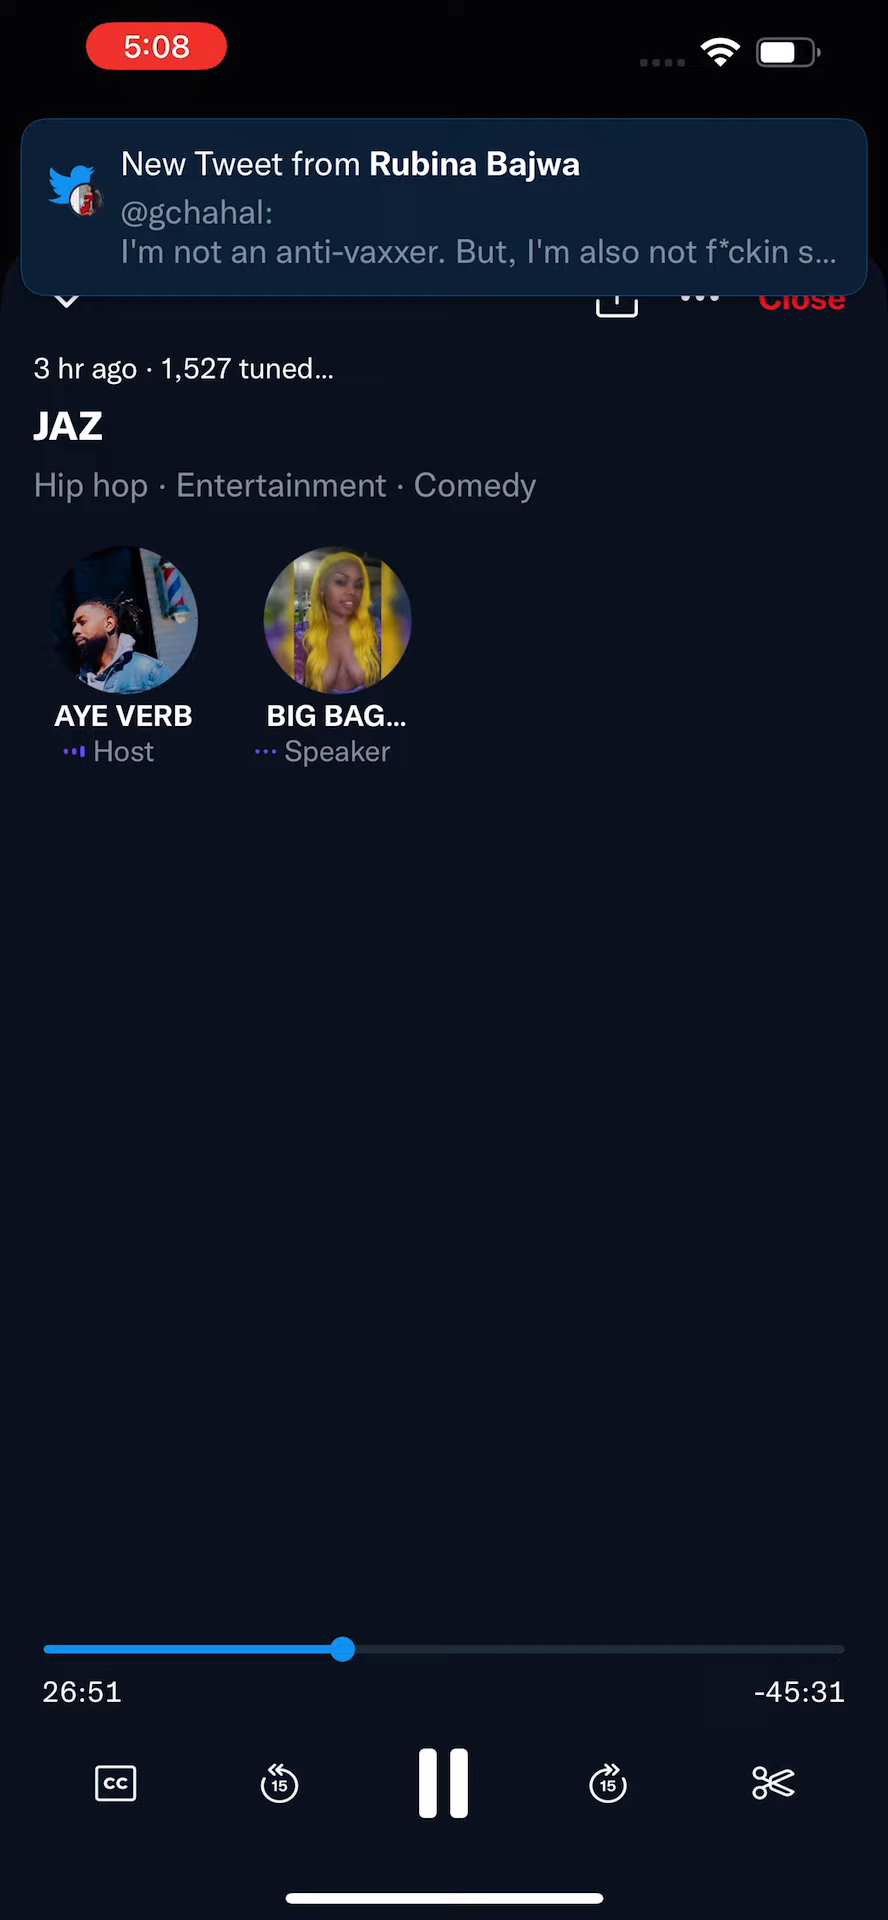 5:08
New Tweet from Rubina Bajwa
@gchahal:
I'm not an anti-vaxxer. But, I'm also not f*ckin s...
Close
3 hr ago · 1,527 tuned...
JAZ
Hip hop · Entertainment · Comedy
AYE VERB
BIG BAG...
Host
Speaker
26:51
-45:31
CC
15
15